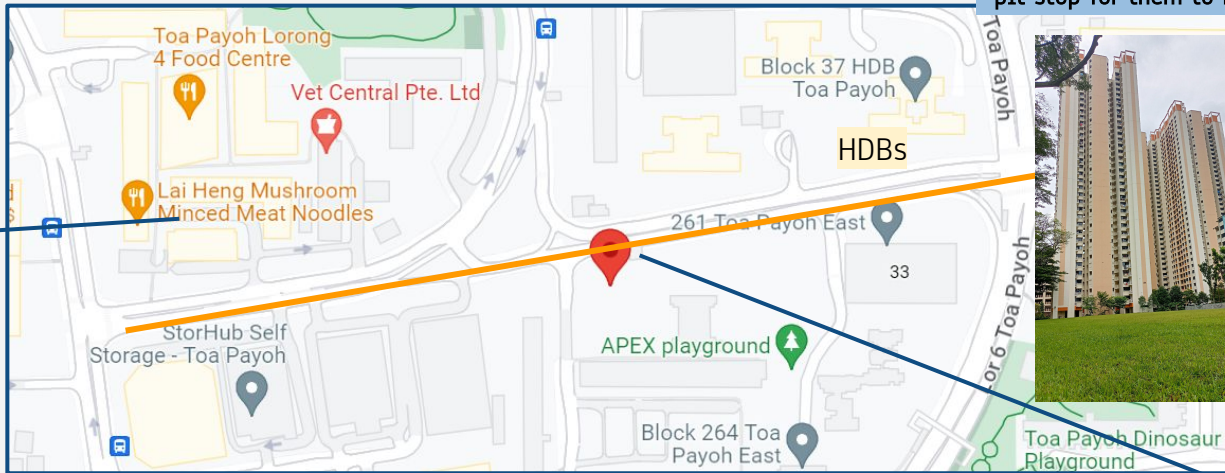 pit stop for them to
Toa Payoh Lorong
4 Food Centre
Vet Central Pte. Ltd
Block 37 HDB
Toa Payoh
Toa Payoh
HDBs
Lai Heng Mushroom
Minced Meat Noodles
261 Toa Payoh East
33
Lor 6 Toa Payoh
StorHub Self
Storage - Toa Payoh
APEX playground
Block 264 Toa
Payoh East
Toa Payoh Dinosaur
Playground